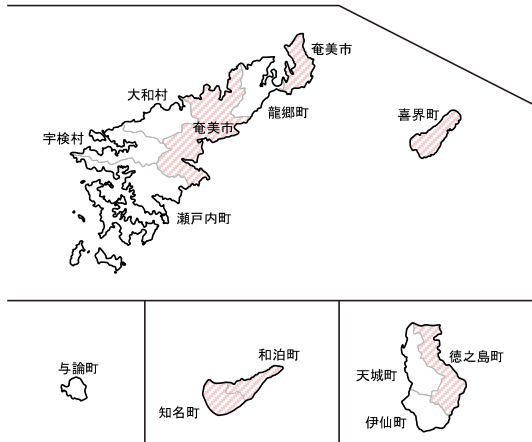 奄美市
大和村
龍郷町
喜界町
奄美市
宇検村
瀬戸内町
与論町
和泊町
知名町
徳之島町
天城町
伊仙町